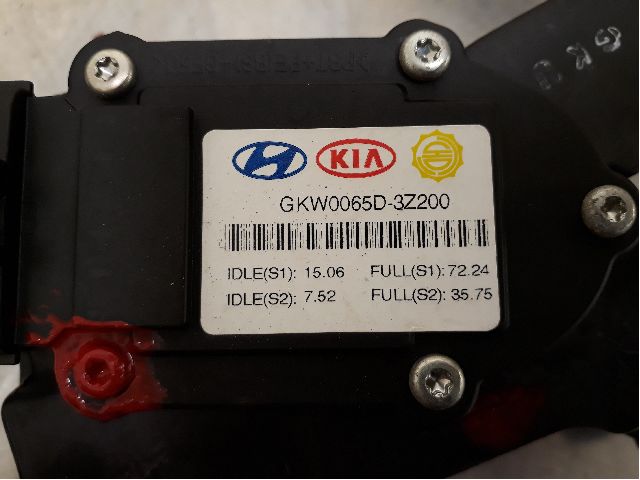 KIA
GKW0065D-3Z200
IDLE(S1): 15.06 FULL(S1): 72.24
IDLE(S2): 7.52 FULL(S2): 35.75